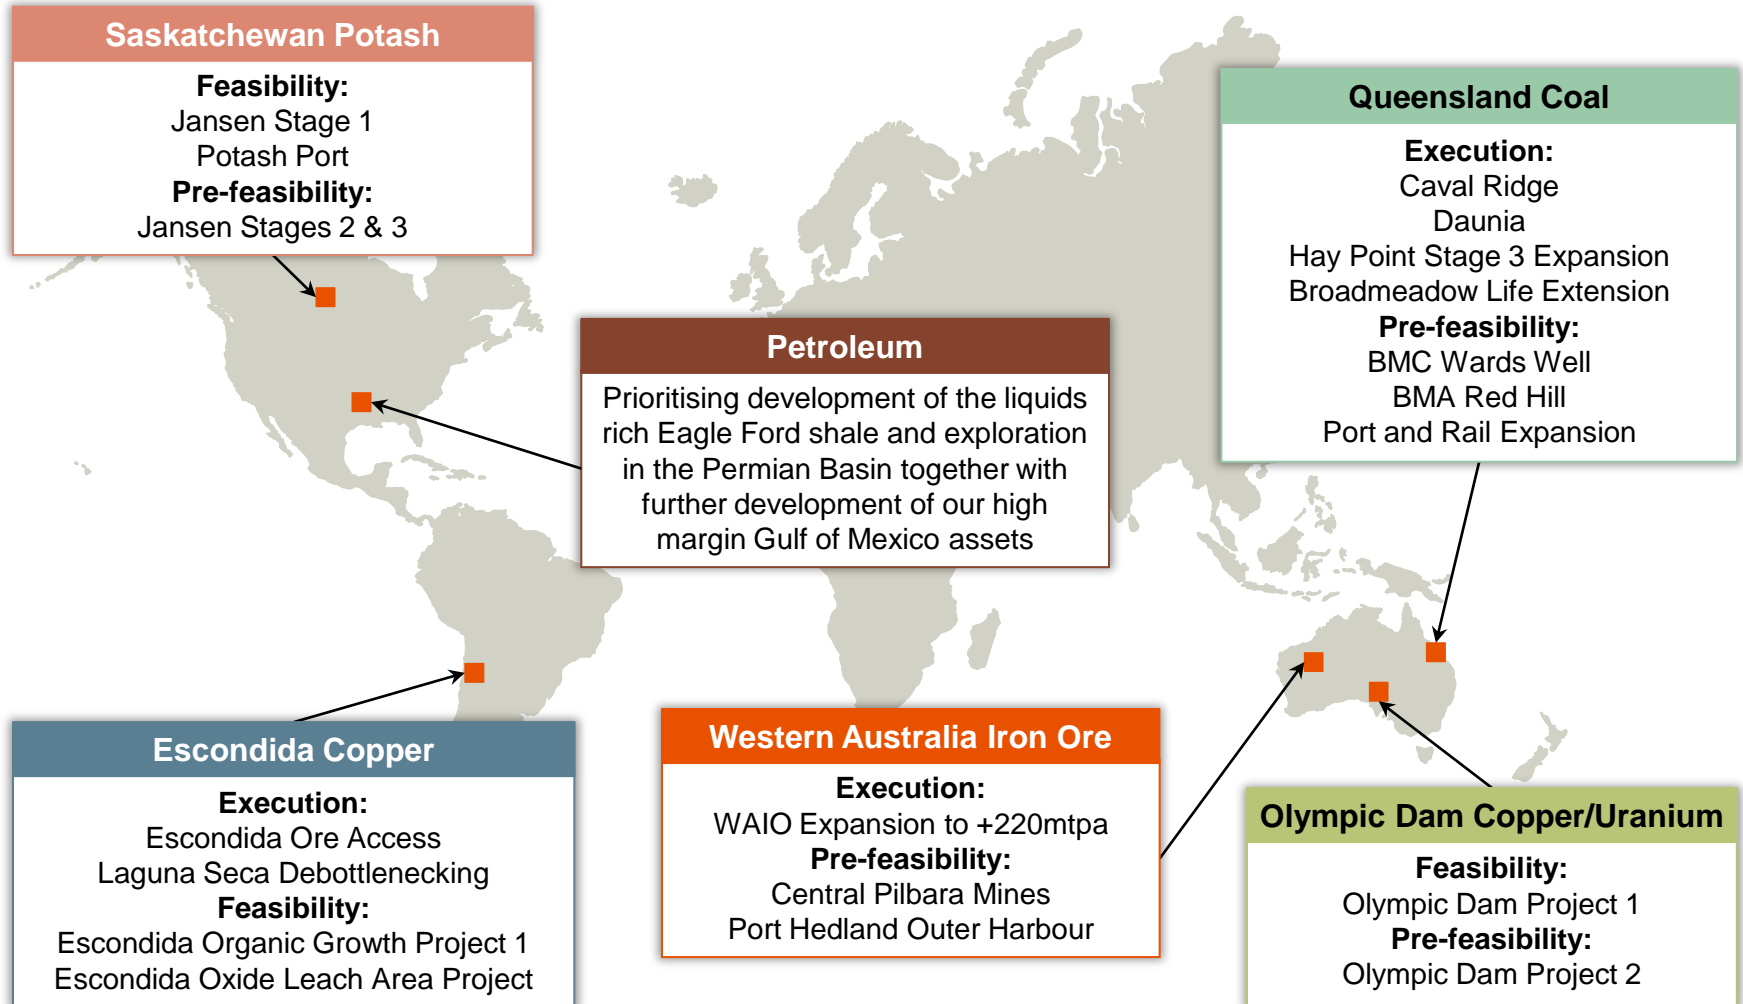 Saskatchewan Potash
Feasibility:
Jansen Stage 1
Potash Port
Pre-feasibility:
Jansen Stages 2 & 3
Queensland Coal
Execution:
Caval Ridge
Daunia
Hay Point Stage 3 Expansion
Broadmeadow Life Extension
Pre-feasibility:
BMC Wards Well
BMA Red Hill
Port and Rail Expansion
Petroleum
Prioritising development of the liquids
rich Eagle Ford shale and exploration
in the Permian Basin together with
further development of our high
margin Gulf of Mexico assets
Escondida Copper
Execution:
Escondida Ore Access
Laguna Seca Debottlenecking
Feasibility:
Escondida Organic Growth Project 1
Escondida Oxide Leach Area Project
Western Australia Iron Ore
Execution:
WAIO Expansion to +220mtpa
Pre-feasibility:
Central Pilbara Mines
Port Hedland Outer Harbour
Olympic Dam Copper/Uranium
Feasibility:
Olympic Dam Project 1
Pre-feasibility:
Olympic Dam Project 2